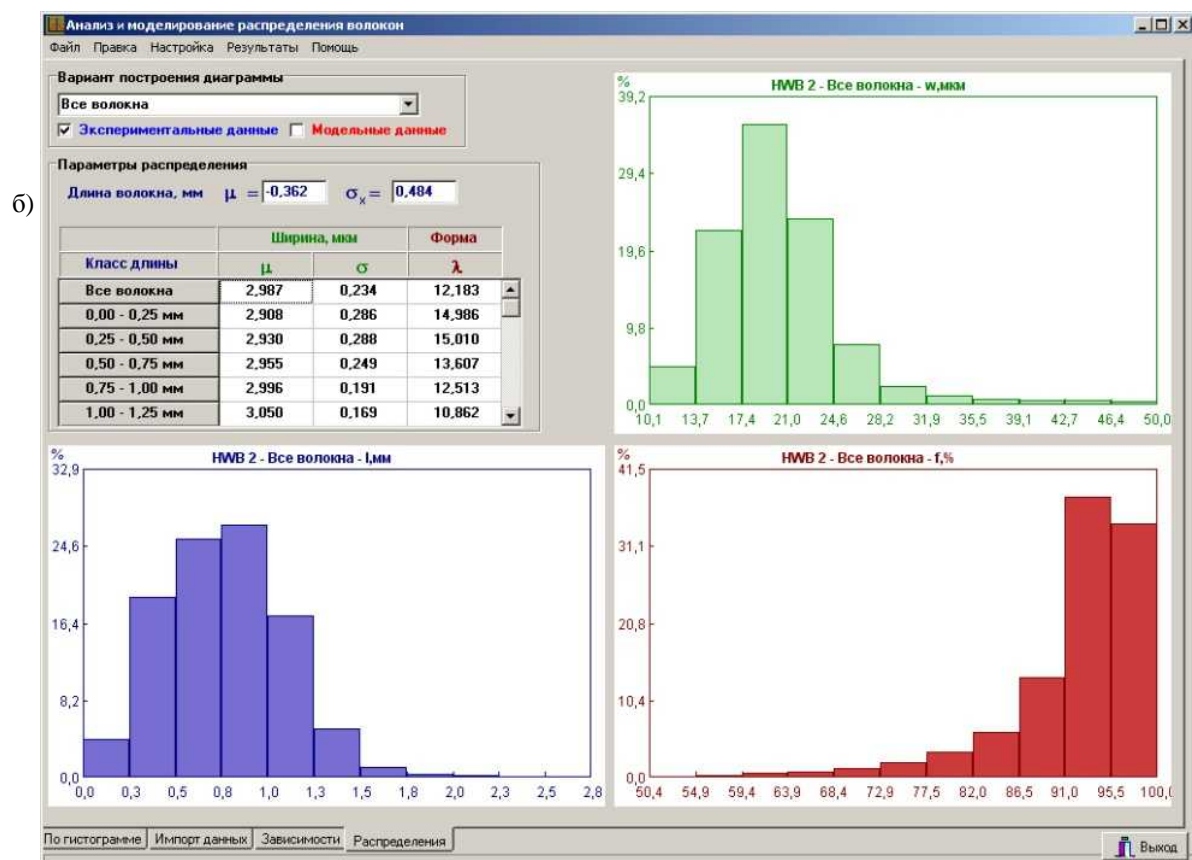 Анализ и моделирование распределения волокон
Файл Правка Настройка Результаты Помощь
Вариант построения диаграммы
Все волокна
Экспериментальные данные Модельные данные
Параметры распределения
б)
Длина волокна, мм μ = -0,362 σx = 0,484
Ширина, мкм Форма
Класс длины μ σ λ
Все волокна 2,987 0,234 12,183
0,00 - 0,25 мм 2,908 0,286 14,986
0,25 - 0,50 мм 2,930 0,288 15,010
0,50 - 0,75 мм 2,955 0,249 13,607
0,75 - 1,00 мм 2,996 0,191 12,513
1,00 - 1,25 мм 3,050 0,169 10,862
%
HWB 2 - Все волокна - w,мкм
39,2
29,4
19,6
9,8
0,0
10,1 13,7 17,4 21,0 24,6 28,2 31,9 35,5 39,1 42,7 46,4 50,0
%
HWB 2 - Все волокна - l,мм
32,9
24,6
16,4
8,2
0,0
0,0 0,3 0,5 0,8 1,0 1,3 1,5 1,8 2,0 2,3 2,5 2,8
%
HWB 2 - Все волокна - f,%
41,5
31,1
20,8
10,4
0,0
50,4 54,9 59,4 63,9 68,4 72,9 77,5 82,0 86,5 91,0 95,5 100,0
По гистограмме Импорт данных Зависимости Распределения
Выход